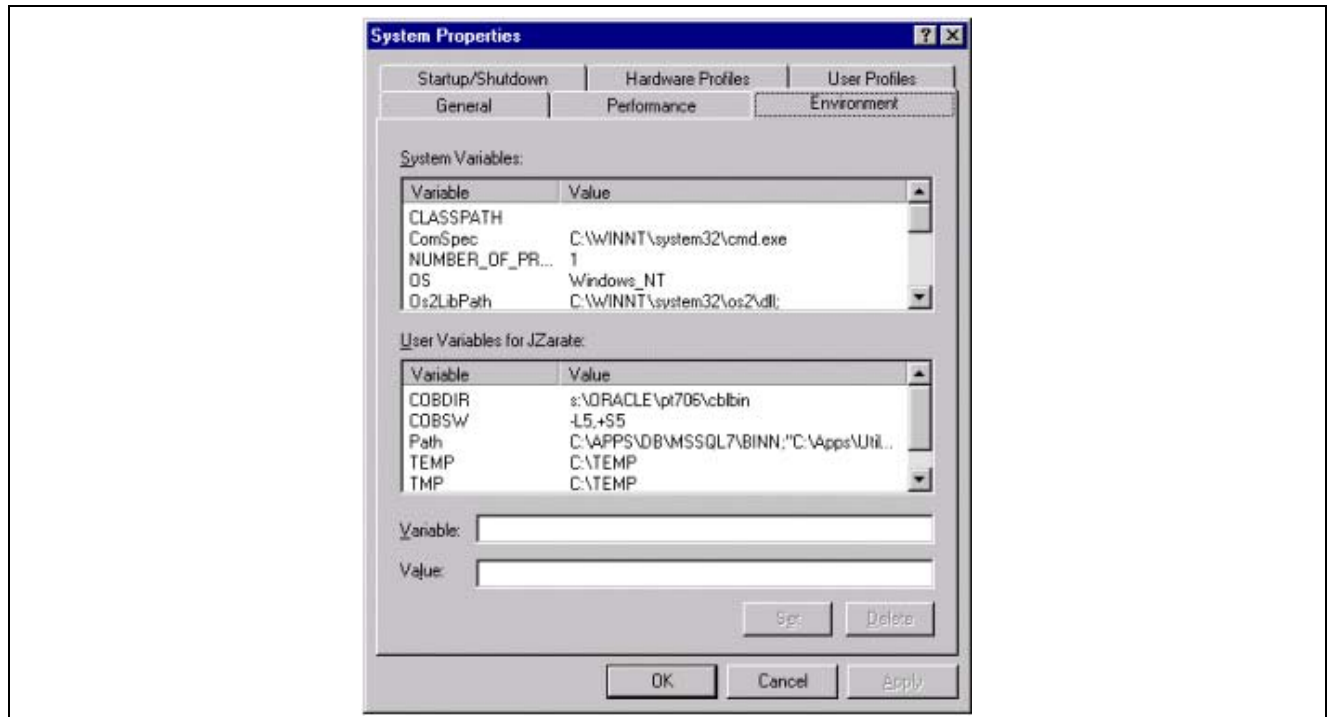 System Properties
Startup/Shutdown Hardware Profiles User Profiles
General Performance Environment
System Variables:
Variable Value
CLASSPATH
ComSpec C:\WINNT\system32\cmd.exe
NUMBER_OF_PR... 1
OS Windows_NT
Os2LibPath C:\WINNT\system32\os2\dll;
User Variables for JZarate:
Variable Value
COBDIR s:\ORACLE\pt706\cblbin
COBSW -L5,+S5
Path C:\APPS\DB\MSSQL7\BINN;"C:\Apps\Util...
TEMP C:\TEMP
TMP C:\TEMP
Variable:
Value:
Set Delete
OK Cancel Apply